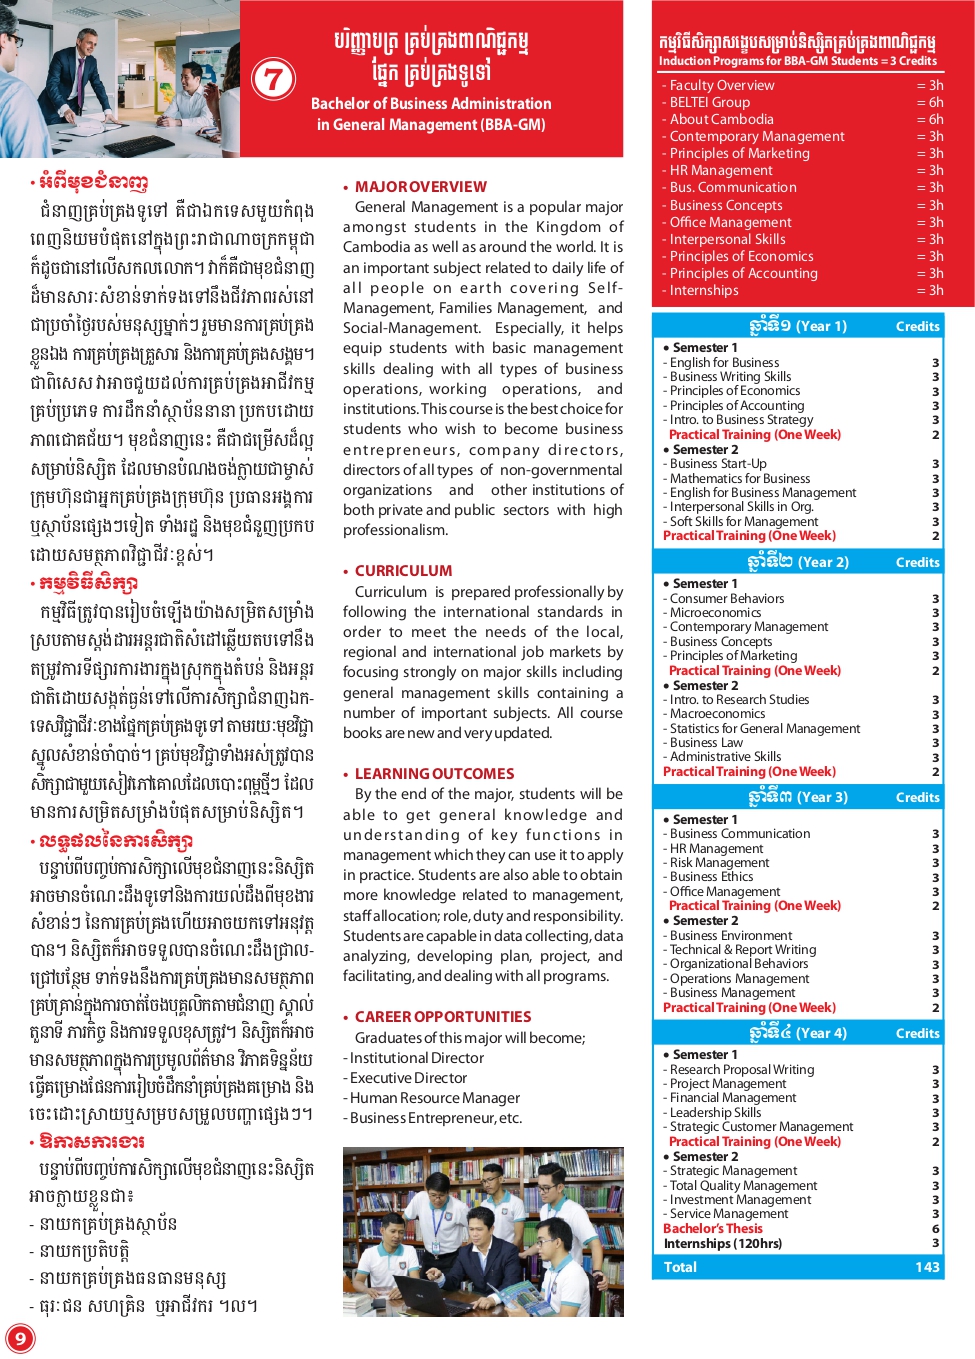 បរិញ្ញាបត្រ គ្រប់គ្រងពាណិជ្ជកម្ម
ផ្នែក គ្រប់គ្រងទូទៅ
7
Bachelor of Business Administration
in General Management (BBA-GM)
• អំពីមុខជំនាញ
ជំនាញគ្រប់គ្រងទូទៅ គឺជាឯកទេសមួយកំពុង
ពេញនិយមបំផុតនៅក្នុងព្រះរាជាណាចក្រកម្ពុជា
ក៏ដូចជានៅលើសកលលោក។ វាក៏គឺជាមុខជំនាញ
ដ៏មានសារៈសំខាន់ទាក់ទងទៅនឹងជីវភាពរស់នៅ
ជាប្រចាំថ្ងៃរបស់មនុស្សម្នាក់ៗ រួមមានការគ្រប់គ្រង
ខ្លួនឯង ការគ្រប់គ្រងគ្រួសារ និងការគ្រប់គ្រងសង្គម។
ជាពិសេស វាអាចជួយដល់ការគ្រប់គ្រងអាជីវកម្ម
គ្រប់ប្រភេទ ការដឹកនាំស្ថាប័ននានា ប្រកបដោយ
ភាពជោគជ័យ។ មុខជំនាញនេះ គឺជាជម្រើសដ៏ល្អ
សម្រាប់និស្សិត ដែលមានបំណងចង់ក្លាយជាម្ចាស់
ក្រុមហ៊ុនជាអ្នកគ្រប់គ្រងក្រុមហ៊ុន ប្រធានអង្គការ
ឬស្ថាប័នផ្សេងៗទៀត ទាំងរដ្ឋ និងមុខជំនួញប្រកប
ដោយសមត្ថភាពវិជ្ជាជីវៈខ្ពស់។
• កម្មវិធីសិក្សា
កម្មវិធីត្រូវបានរៀបចំឡើងយ៉ាងសម្រិតសម្រាំង
ស្របតាមស្តង់ដារអន្តរជាតិសំដៅឆ្លើយតបទៅនឹង
តម្រូវការទីផ្សារការងារក្នុងស្រុកក្នុងតំបន់ និងអន្តរ
ជាតិដោយសង្កត់ធ្ងន់ទៅលើការសិក្សាជំនាញឯក-
ទេសវិជ្ជាជីវៈខាងផ្នែកគ្រប់គ្រងទូទៅ តាមរយៈមុខវិជ្ជា
ស្នូលសំខាន់ចាំបាច់។ គ្រប់មុខវិជ្ជាទាំងអស់ត្រូវបាន
សិក្សាជាមួយសៀវភៅគោលដែលបោះពុម្ពថ្មីៗ ដែល
មានការសម្រិតសម្រាំងបំផុតសម្រាប់និស្សិត។
• លទ្ធផលនៃការសិក្សា
បន្ទាប់ពីបញ្ចប់ការសិក្សាលើមុខជំនាញនេះនិស្សិត
អាចមានចំណេះដឹងទូទៅនិងការយល់ដឹងពីមុខងារ
សំខាន់ៗ នៃការគ្រប់គ្រងហើយអាចយកទៅអនុវត្ត
បាន។ និស្សិតក៏អាចទទួលបានចំណេះដឹងជ្រាល-
ជ្រៅបន្ថែម ទាក់ទងនឹងការគ្រប់គ្រងមានសមត្ថភាព
គ្រប់គ្រាន់ក្នុងការចាត់ចែងបុគ្គលិកតាមជំនាញ ស្គាល់
តួនាទី ភារកិច្ច និងការទទួលខុសត្រូវ។ និស្សិតក៏អាច
មានសមត្ថភាពក្នុងការប្រមូលព័ត៌មាន វិភាគទិន្នន័យ
ធ្វើគម្រោងផែនការរៀបចំដឹកនាំគ្រប់គ្រងគម្រោង និង
ចេះដោះស្រាយឬសម្របសម្រួលបញ្ហាផ្សេងៗ។
• ឱកាសការងារ
បន្ទាប់ពីបញ្ចប់ការសិក្សាលើមុខជំនាញនេះនិស្សិត
អាចក្លាយខ្លួនជា៖
- នាយកគ្រប់គ្រងស្ថាប័ន
- នាយកប្រតិបត្តិ
- នាយកគ្រប់គ្រងធនធានមនុស្ស
- ធុរៈជន សហគ្រិន ឬអាជីវករ ។ល។
• MAJOR OVERVIEW
General Management is a popular major
amongst students in the Kingdom of
Cambodia as well as around the world. It is
an important subject related to daily life of
all people on earth covering Self-
Management, Families Management, and
Social-Management. Especially, it helps
equip students with basic management
skills dealing with all types of business
operations, working operations, and
institutions. This course is the best choice for
students who wish to become business
entrepreneurs, company directors,
directors of all types of non-governmental
organizations and other institutions of
both private and public sectors with high
professionalism.
• CURRICULUM
Curriculum is prepared professionally by
following the international standards in
order to meet the needs of the local,
regional and international job markets by
focusing strongly on major skills including
general management skills containing a
number of important subjects. All course
books are new and very updated.
• LEARNING OUTCOMES
By the end of the major, students will be
able to get general knowledge and
understanding of key functions in
management which they can use it to apply
in practice. Students are also able to obtain
more knowledge related to management,
staff allocation; role, duty and responsibility.
Students are capable in data collecting, data
analyzing, developing plan, project, and
facilitating, and dealing with all programs.
• CAREER OPPORTUNITIES
Graduates of this major will become;
- Institutional Director
- Executive Director
- Human Resource Manager
- Business Entrepreneur, etc.
កម្មវិធីសិក្សាសង្ខេបសម្រាប់និស្សិតគ្រប់គ្រងពាណិជ្ជកម្ម
Induction Programs for BBA-GM Students = 3 Credits
- Faculty Overview = 3h
- BELTEI Group = 6h
- About Cambodia = 6h
- Contemporary Management = 3h
- Principles of Marketing = 3h
- HR Management = 3h
- Bus. Communication = 3h
- Business Concepts = 3h
- Office Management = 3h
- Interpersonal Skills = 3h
- Principles of Economics = 3h
- Principles of Accounting = 3h
- Internships = 3h
ឆ្នាំទី១ (Year 1) Credits
• Semester 1
- English for Business 3
- Business Writing Skills 3
- Principles of Economics 3
- Principles of Accounting 3
- Intro. to Business Strategy 3
Practical Training (One Week) 2
• Semester 2
- Business Start-Up 3
- Mathematics for Business 3
- English for Business Management 3
- Interpersonal Skills in Org. 3
- Soft Skills for Management 3
Practical Training (One Week) 2
ឆ្នាំទី២ (Year 2) Credits
• Semester 1
- Consumer Behaviors 3
- Microeconomics 3
- Contemporary Management 3
- Business Concepts 3
- Principles of Marketing 3
Practical Training (One Week) 2
• Semester 2
- Intro. to Research Studies 3
- Macroeconomics 3
- Statistics for General Management 3
- Business Law 3
- Administrative Skills 3
Practical Training (One Week) 2
ឆ្នាំទី៣ (Year 3) Credits
• Semester 1
- Business Communication 3
- HR Management 3
- Risk Management 3
- Business Ethics 3
- Office Management 3
Practical Training (One Week) 2
• Semester 2
- Business Environment 3
- Technical & Report Writing 3
- Organizational Behaviors 3
- Operations Management 3
- Business Management 3
Practical Training (One Week) 2
ឆ្នាំទី៤ (Year 4) Credits
• Semester 1
- Research Proposal Writing 3
- Project Management 3
- Financial Management 3
- Leadership Skills 3
- Strategic Customer Management 3
Practical Training (One Week) 2
• Semester 2
- Strategic Management 3
- Total Quality Management 3
- Investment Management 3
- Service Management 3
Bachelor's Thesis 6
Internships (120hrs) 3
Total 143
9